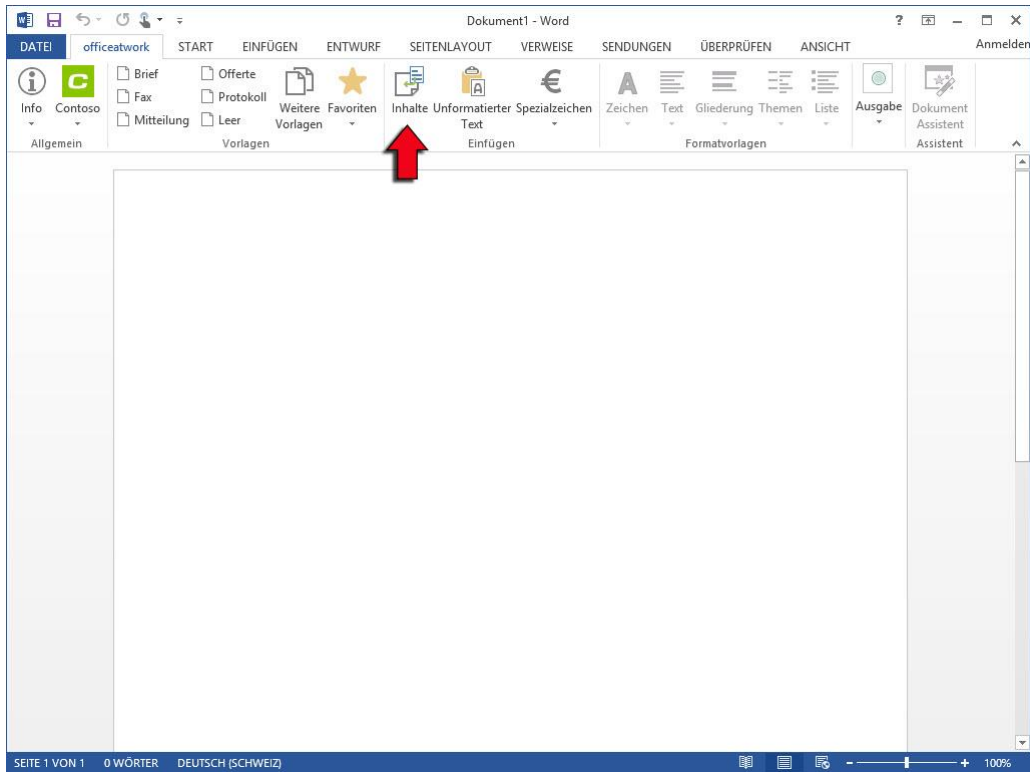 Dokument1 - Word
?
DATEI officeatwork START EINFÜGEN ENTWURF SEITENLAYOUT VERWEISE SENDUNGEN ÜBERPRÜFEN ANSICHT Anmelden
Info
Contoso
C
Brief
Fax
Mitteilung
Offerte
Protokoll
Leer
Weitere
Vorlagen
Favoriten
Inhalte
Unformatierter
Text
Spezialzeichen
Zeichen
Text
Gliederung
Themen
Liste
Ausgabe
Dokument
Assistent
Allgemein Vorlagen Einfügen Formatvorlagen Assistent
SEITE 1 VON 1 0 WÖRTER DEUTSCH (SCHWEIZ) 100%